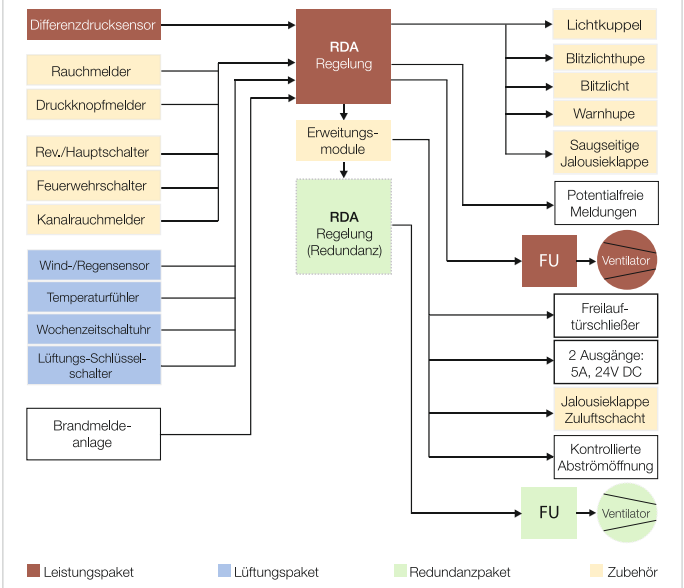 Differenzdrucksensor
Rauchmelder
Druckknopfmelder
Rev./Hauptschalter
Feuerwehrschalter
Kanalrauchmelder
Wind-/Regensensor
Temperaturfühler
Wochenzeitschaltuhr
Lüftungs-Schlüssel-
schalter
Brandmelde-
anlage
RDA
Regelung
Erweitungs-
module
RDA
Regelung
(Redundanz)
Lichtkuppel
Blitzlichthupe
Blitzlicht
Warnhupe
Saugseitige
Jalousieklappe
Potentialfreie
Meldungen
FU
Ventilator
Freilauf-
türschließer
2 Ausgänge:
5A, 24V DC
Jalousieklappe
Zuluftschacht
Kontrollierte
Abströmöffnung
FU
Ventilator
Leistungspaket
Lüftungspaket
Redundanzpaket
Zubehör